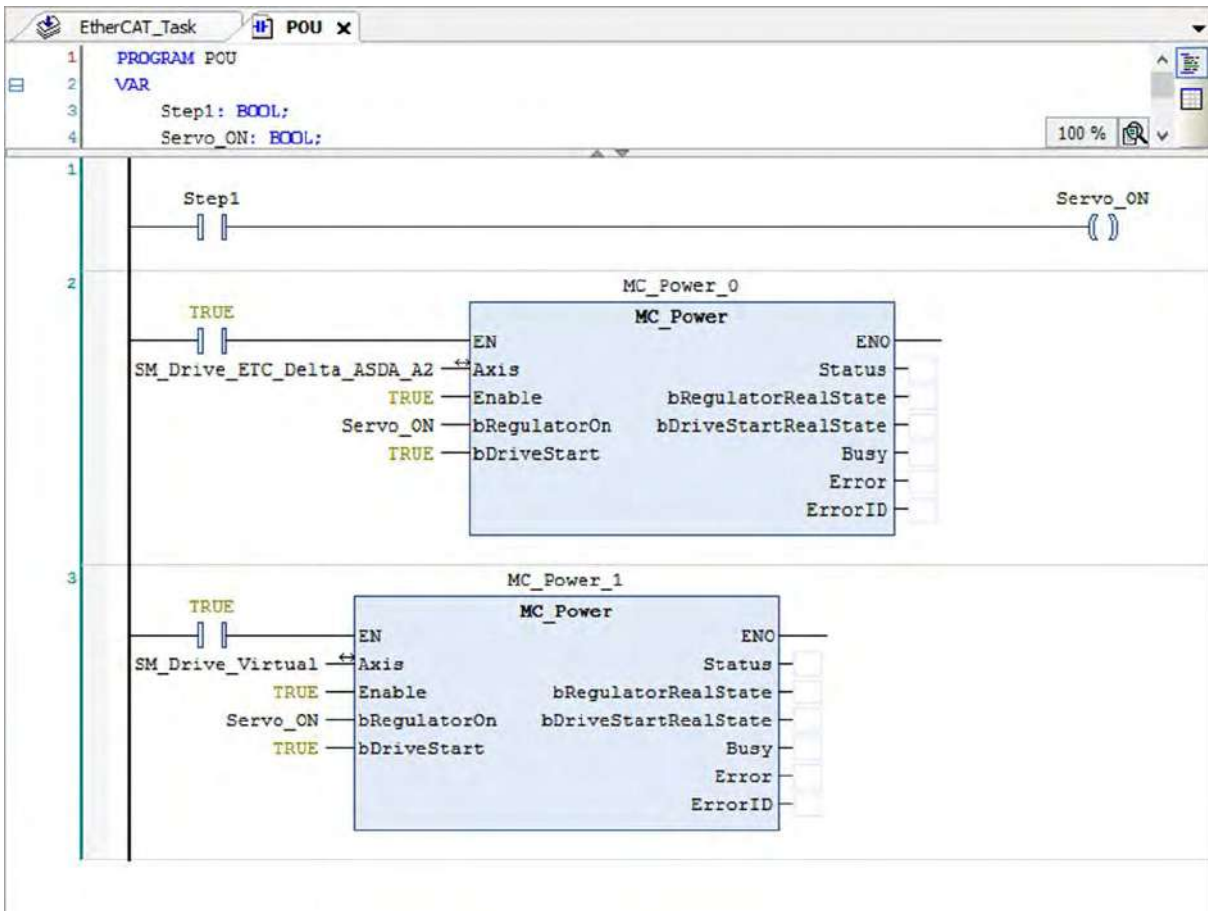 EtherCAT_Task POU
1 PROGRAM POU
2 VAR
3 Step1: BOOL;
4 Servo_ON: BOOL;
100 %
1
Step1 Servo_ON
2
MC_Power_0
TRUE MC_Power
EN ENO
SM_Drive_ETC_Delta_ASDA_A2 Axis Status
TRUE Enable bRegulatorRealState
Servo_ON bRegulatorOn bDriveStartRealState
TRUE bDriveStart Busy
Error
ErrorID
3
MC_Power_1
TRUE MC_Power
EN ENO
SM_Drive_Virtual Axis Status
TRUE Enable bRegulatorRealState
Servo_ON bRegulatorOn bDriveStartRealState
TRUE bDriveStart Busy
Error
ErrorID